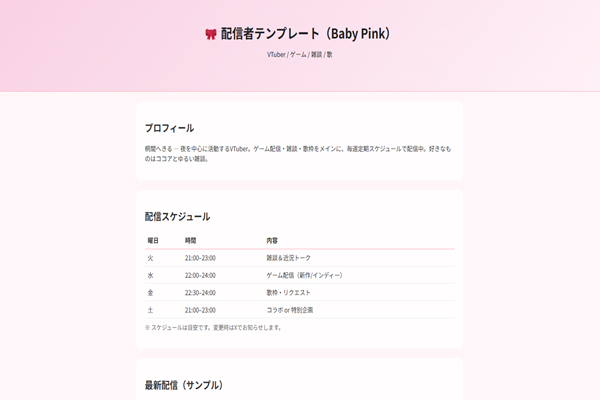 配信者テンプレート（Baby Pink）
VTuber / ゲーム / 雑談 / 歌
プロフィール
桐間へきる — 夜を中心に活動するVTuber。ゲーム配信・雑談・歌枠をメインに、毎週定期スケジュールで配信中。好きなも
のはココアとゆるい雑談。
配信スケジュール
曜日 時間 内容
火 21:00–23:00 雑談＆近況トーク
水 22:00–24:00 ゲーム配信（新作/インディー）
金 22:30–24:00 歌枠・リクエスト
土 21:00–23:00 コラボ or 特別企画
※ スケジュールは目安です。変更時はXでお知らせします。
最新配信（サンプル）